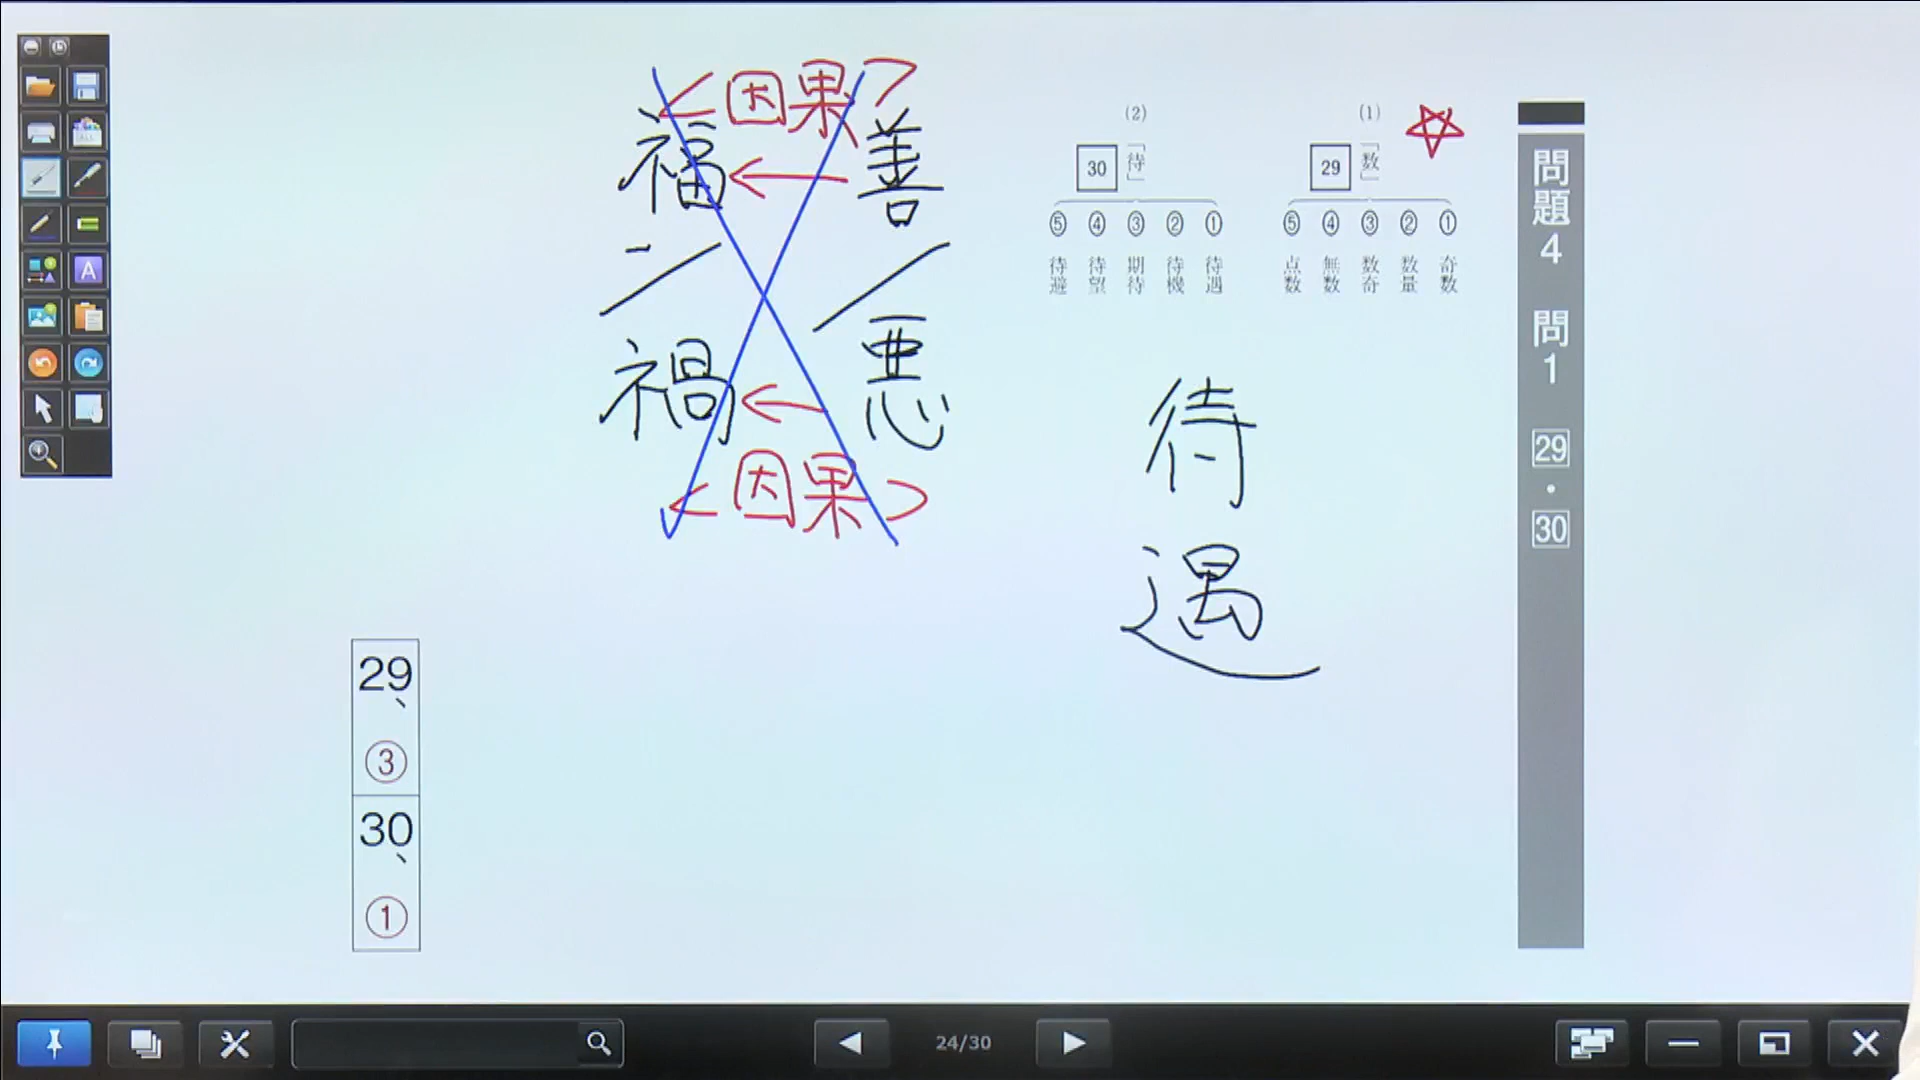 問題4 問1 29・30
(1)「数」 29
①奇数
②数量
③数奇
④無数
⑤点数
(2)「待」 30
①待遇
②待機
③期待
④待望
⑤待避
待遇
善/悪
因果
因果
福/禍
29、③
30、①
24/30